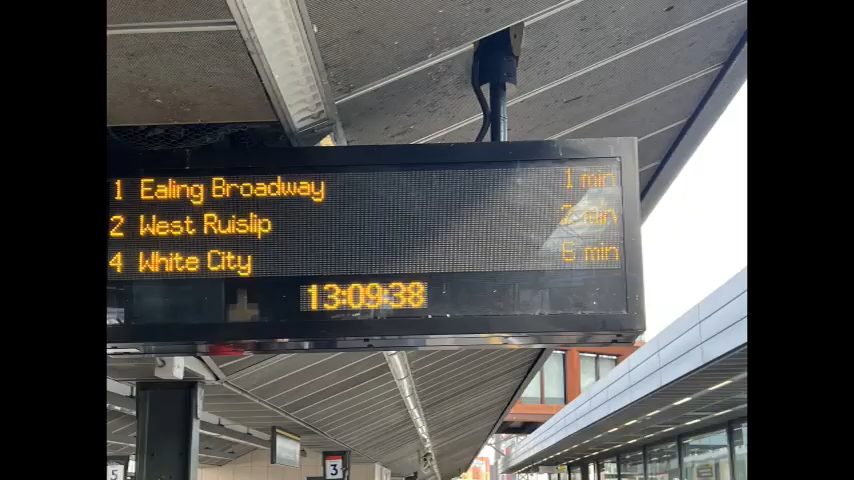 1 Ealing Broadway 1 min
2 West Ruislip 2 min
4 White City 6 min
13:09:38
3
5